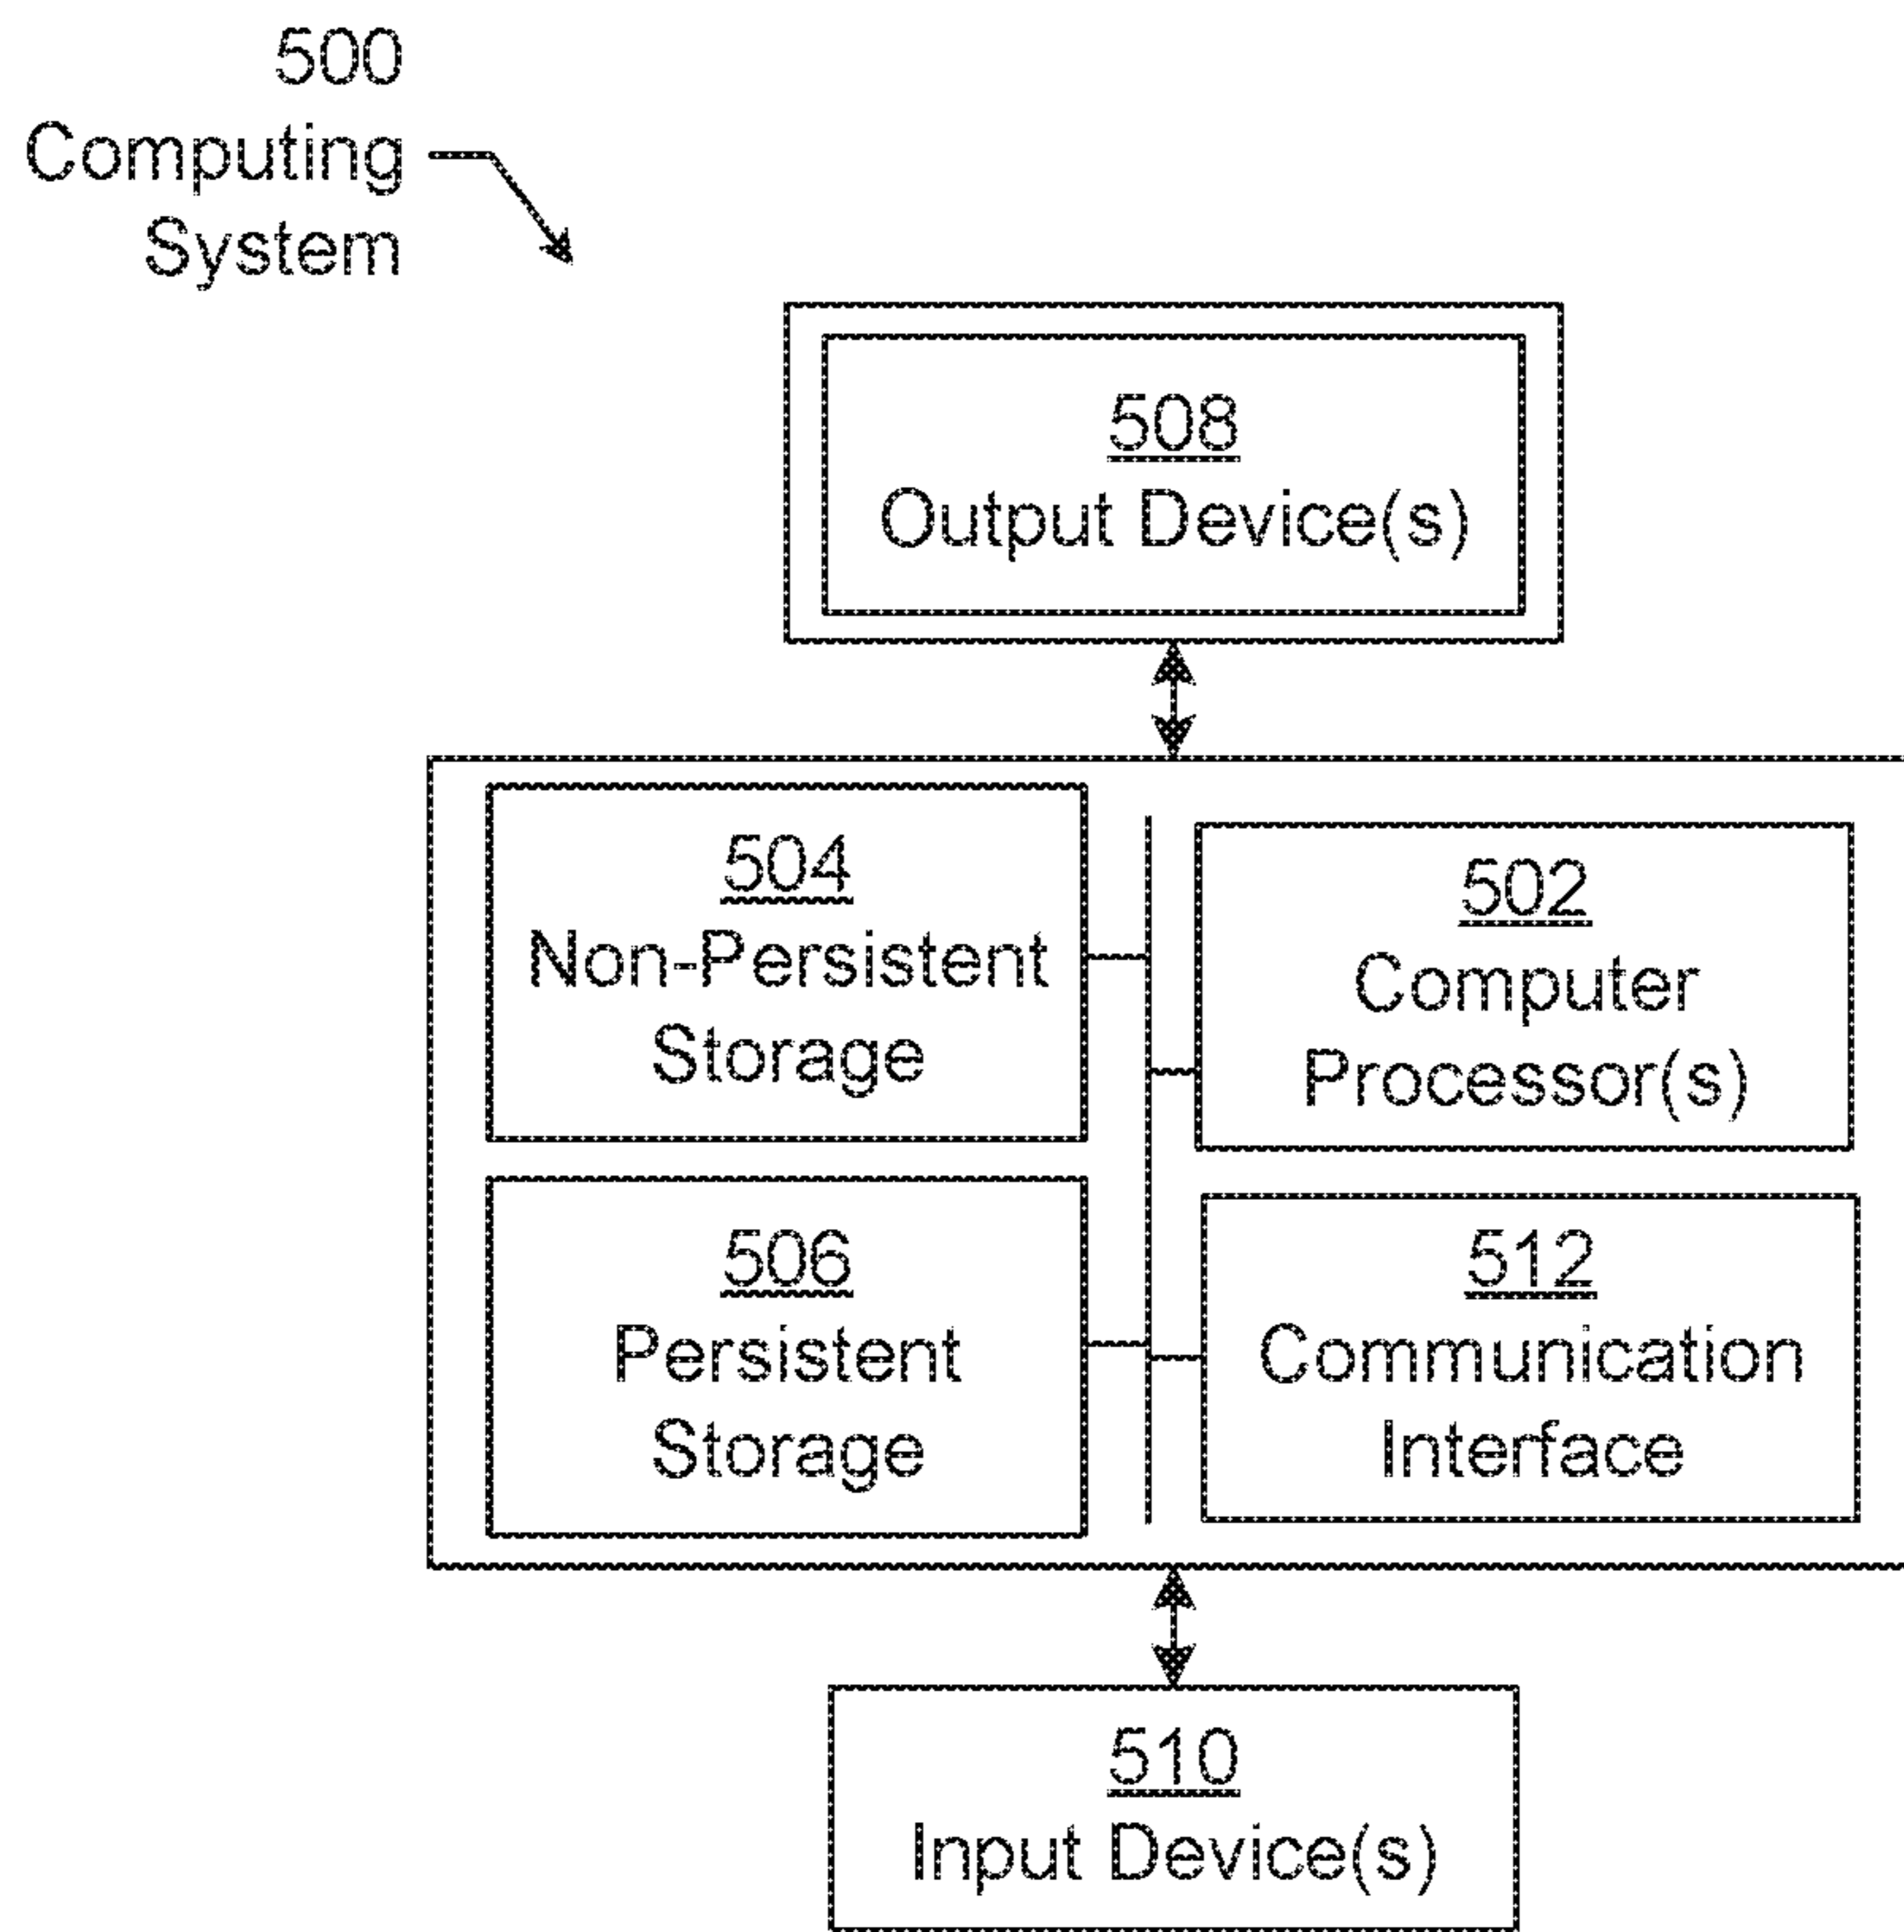 500
Computing
System
508
Output Device(s)
504
Non-Persistent
Storage
502
Computer
Processor(s)
506
Persistent
Storage
512
Communication
Interface
510
Input Device(s)